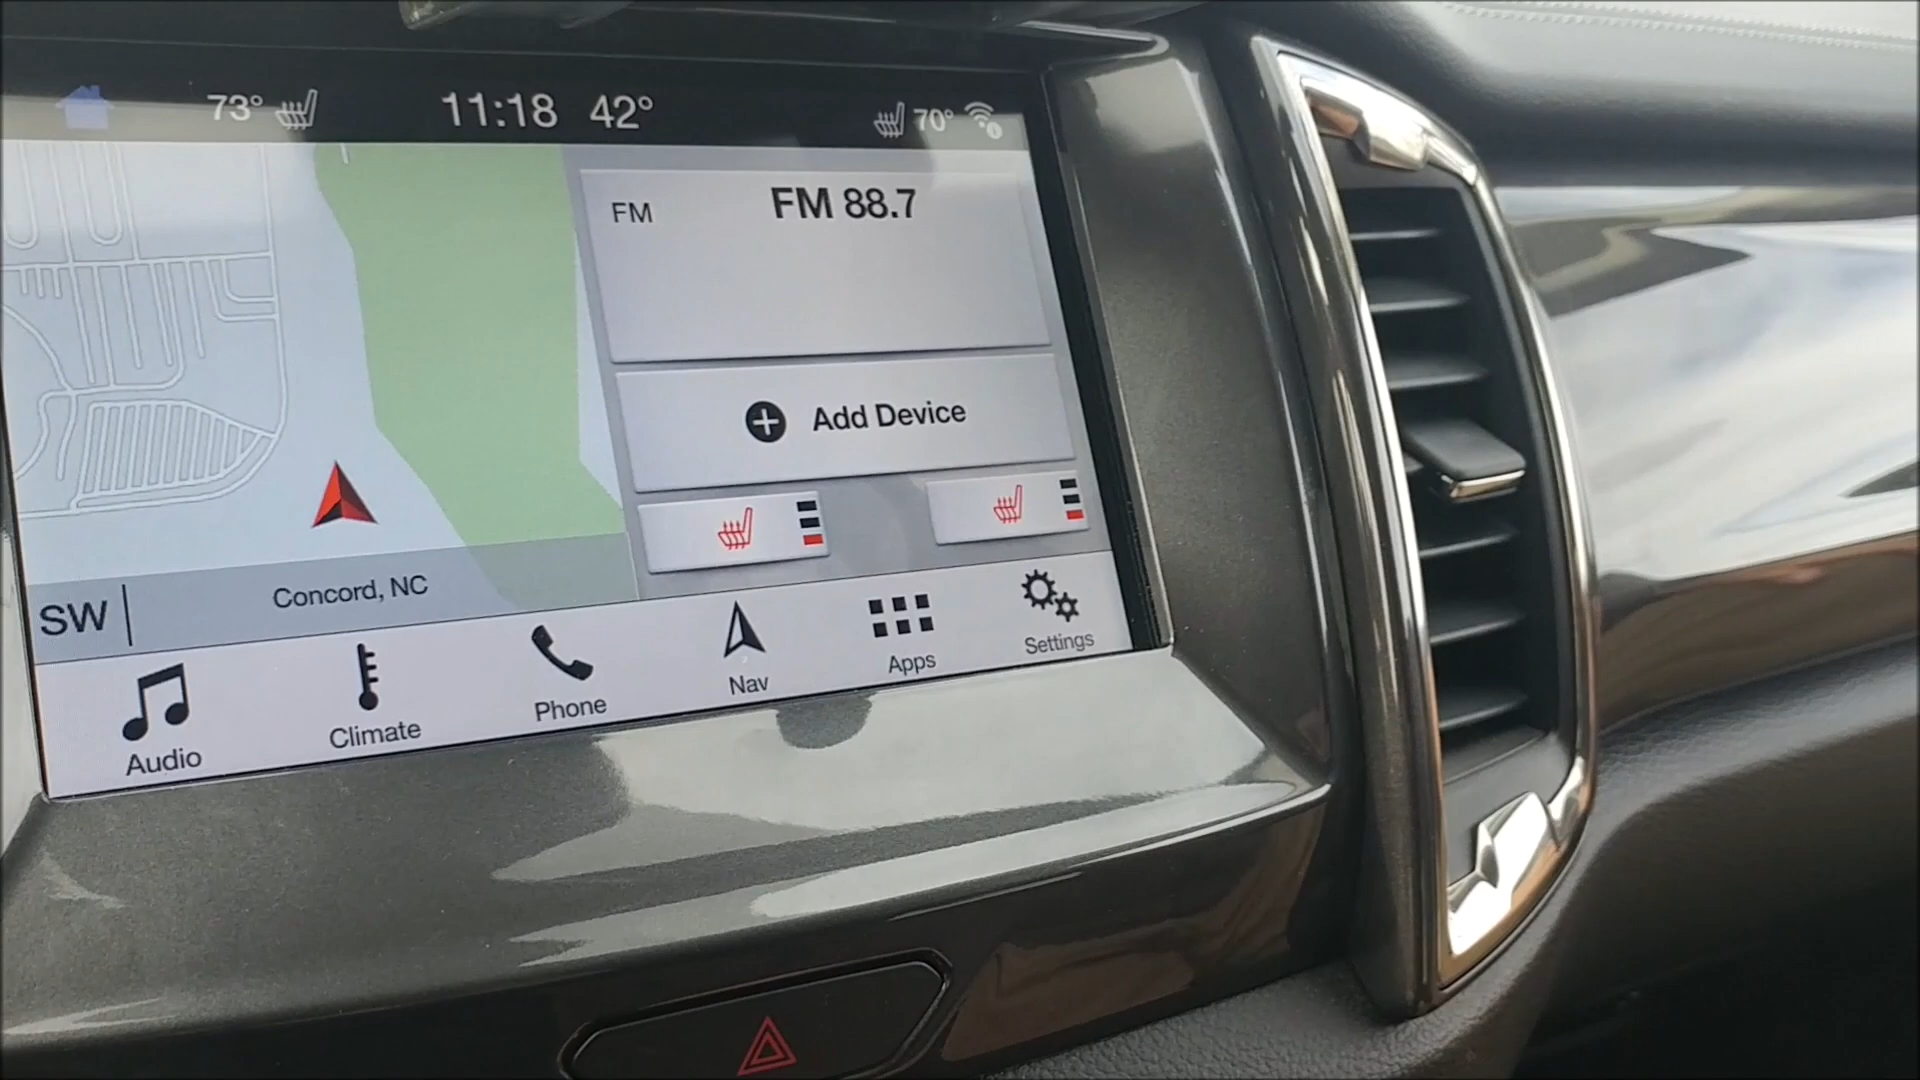 73° 11:18 42° 70°
FM FM 88.7
Add Device
SW Concord, NC
Audio Climate Phone Nav Apps Settings